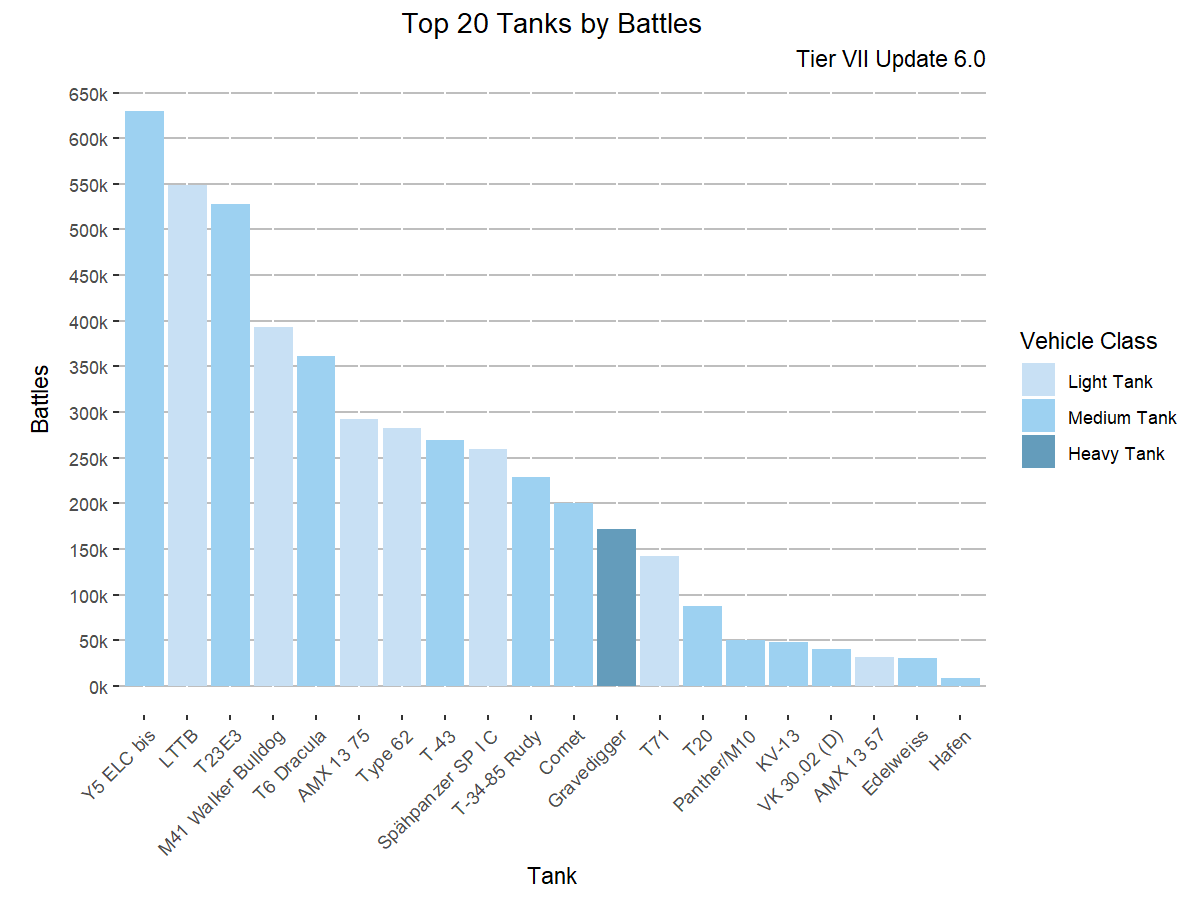 Top 20 Tanks by Battles
Tier VII Update 6.0
650k
600k
550k
500k
450k
400k
350k
300k
250k
200k
150k
100k
50k
0k
Battles
Y5 ELC bis
LTTB
T23E3
M41 Walker Bulldog
T6 Dracula
AMX 13 75
Type 62
T-43
Spähpanzer SP I C
T-34-85 Rudy
Comet
Gravedigger
T71
T20
Panther/M10
KV-13
VK 30.02 (D)
AMX 13 57
Edelweiss
Hafen
Tank
Vehicle Class
Light Tank
Medium Tank
Heavy Tank